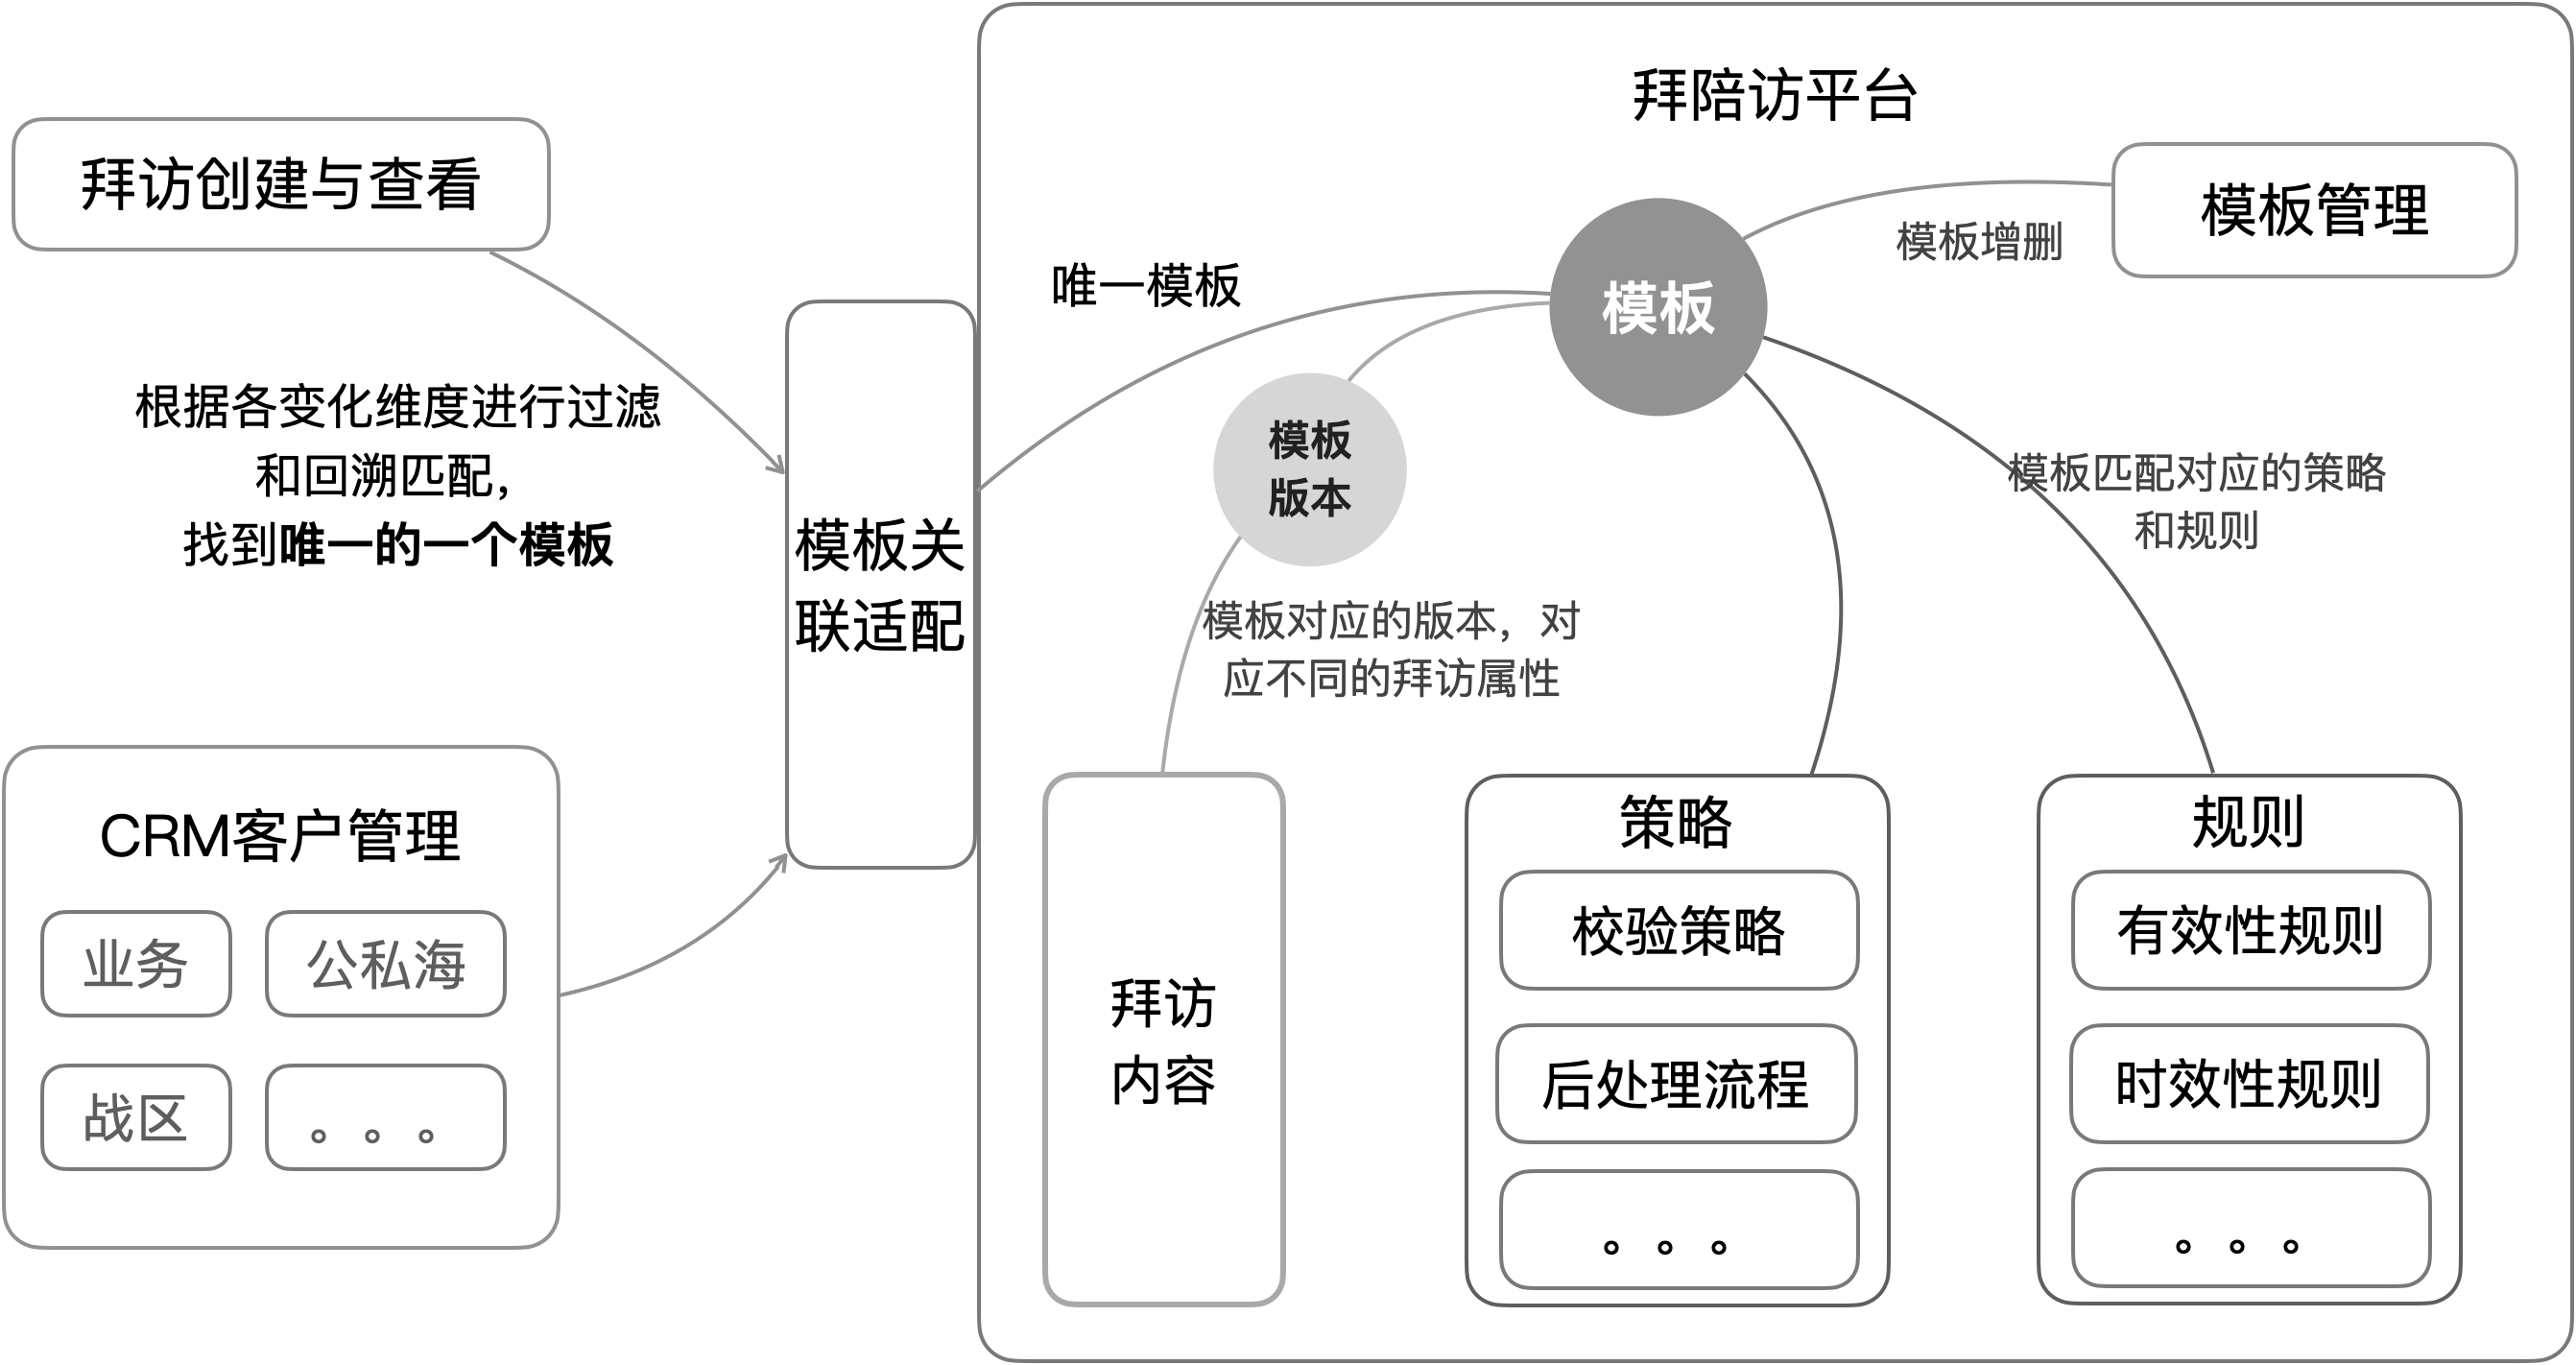 拜访创建与查看
根据各变化维度进行过滤
和回溯匹配，
找到唯一的一个模板
CRM客户管理
业务
公私海
战区
。。。
模板关
联适配
拜陪访平台
唯一模板
模板
模板增删
模板管理
模板
版本
模板对应的版本，对
应不同的拜访属性
模板匹配对应的策略
和规则
拜访
内容
策略
校验策略
后处理流程
。。。
规则
有效性规则
时效性规则
。。。